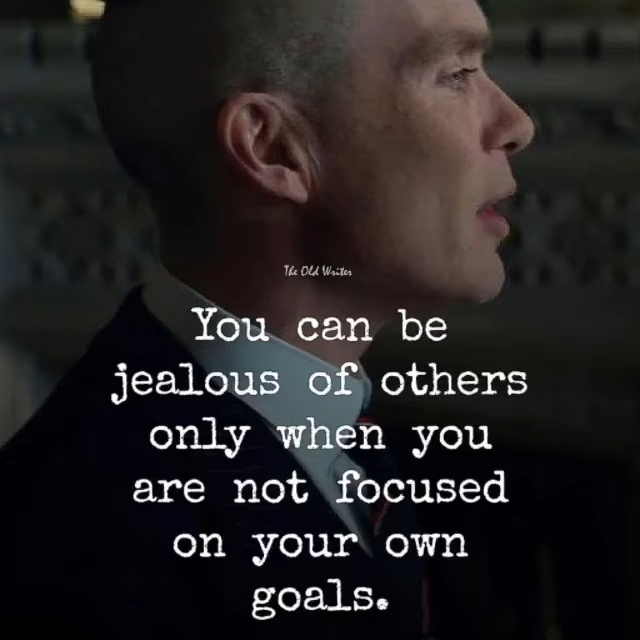 The Old Writer
You can be
jealous of others
only when you
are not focused
on your own
goals.